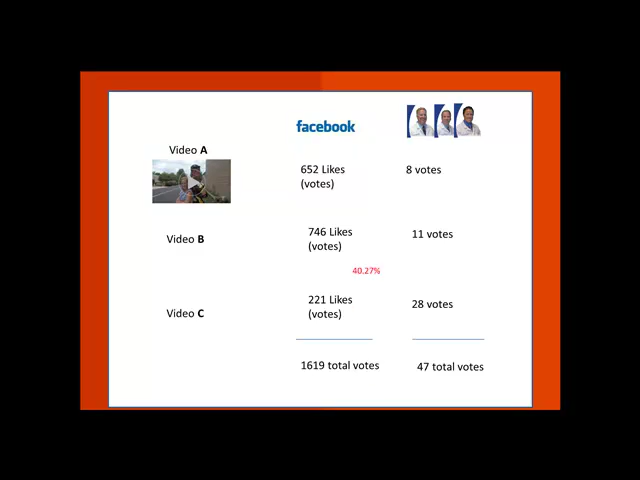 facebook
Video A
652 Likes
(votes)
8 votes
Video B
746 Likes
(votes)
11 votes
40.27%
Video C
221 Likes
(votes)
28 votes
1619 total votes
47 total votes